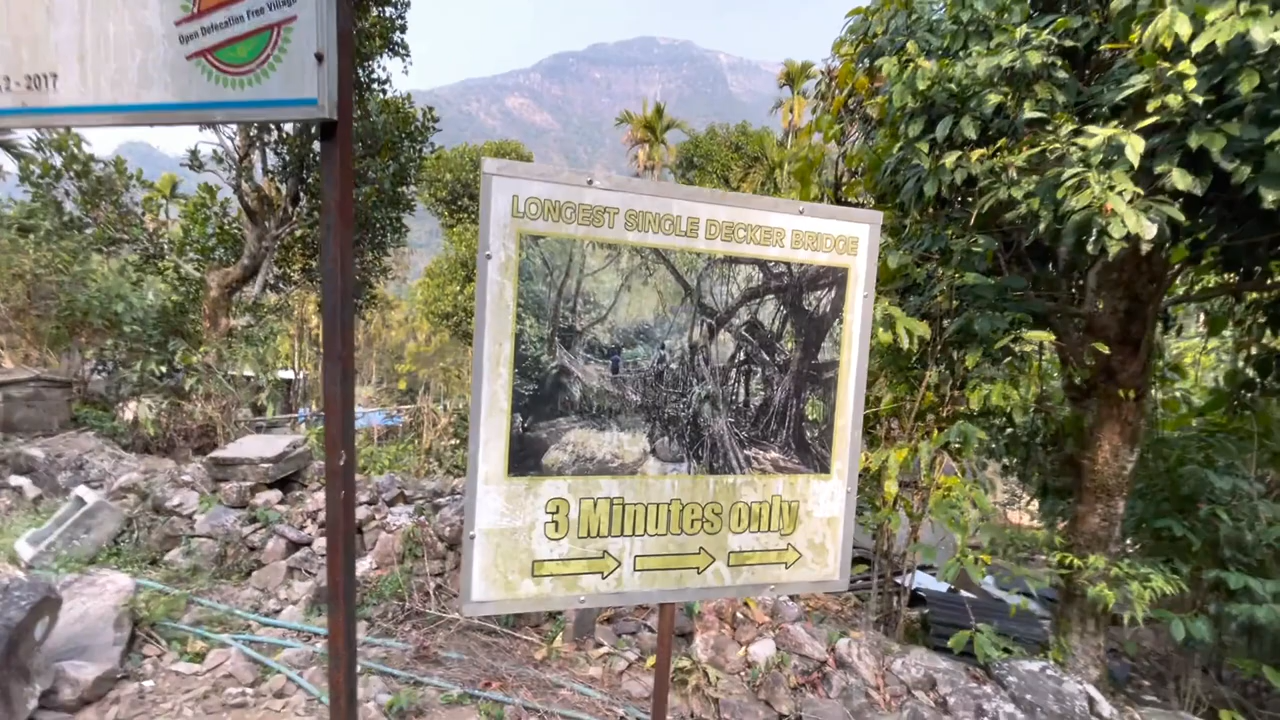 Open Defecation Free Village
2 - 2017
LONGEST SINGLE DECKER BRIDGE
3 Minutes only